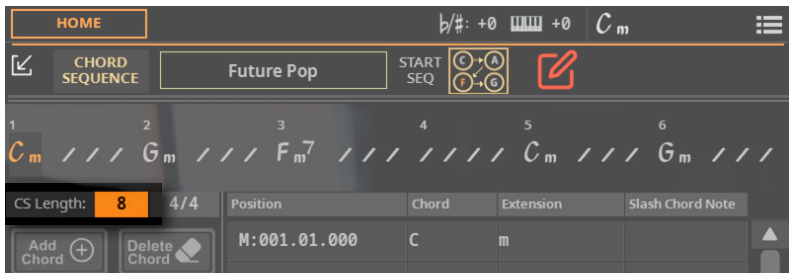 HOME ♭/#: +0 +0 Cm
CHORD SEQUENCE Future Pop START SEQ C A F G
1 2 3 4 5 6
Cm / / / Gm / / / Fm7 / / / / / / / Cm / / / Gm / / /
CS Length: 8 4/4 Position Chord Extension Slash Chord Note
Add Chord Delete Chord M:001.01.000 C m